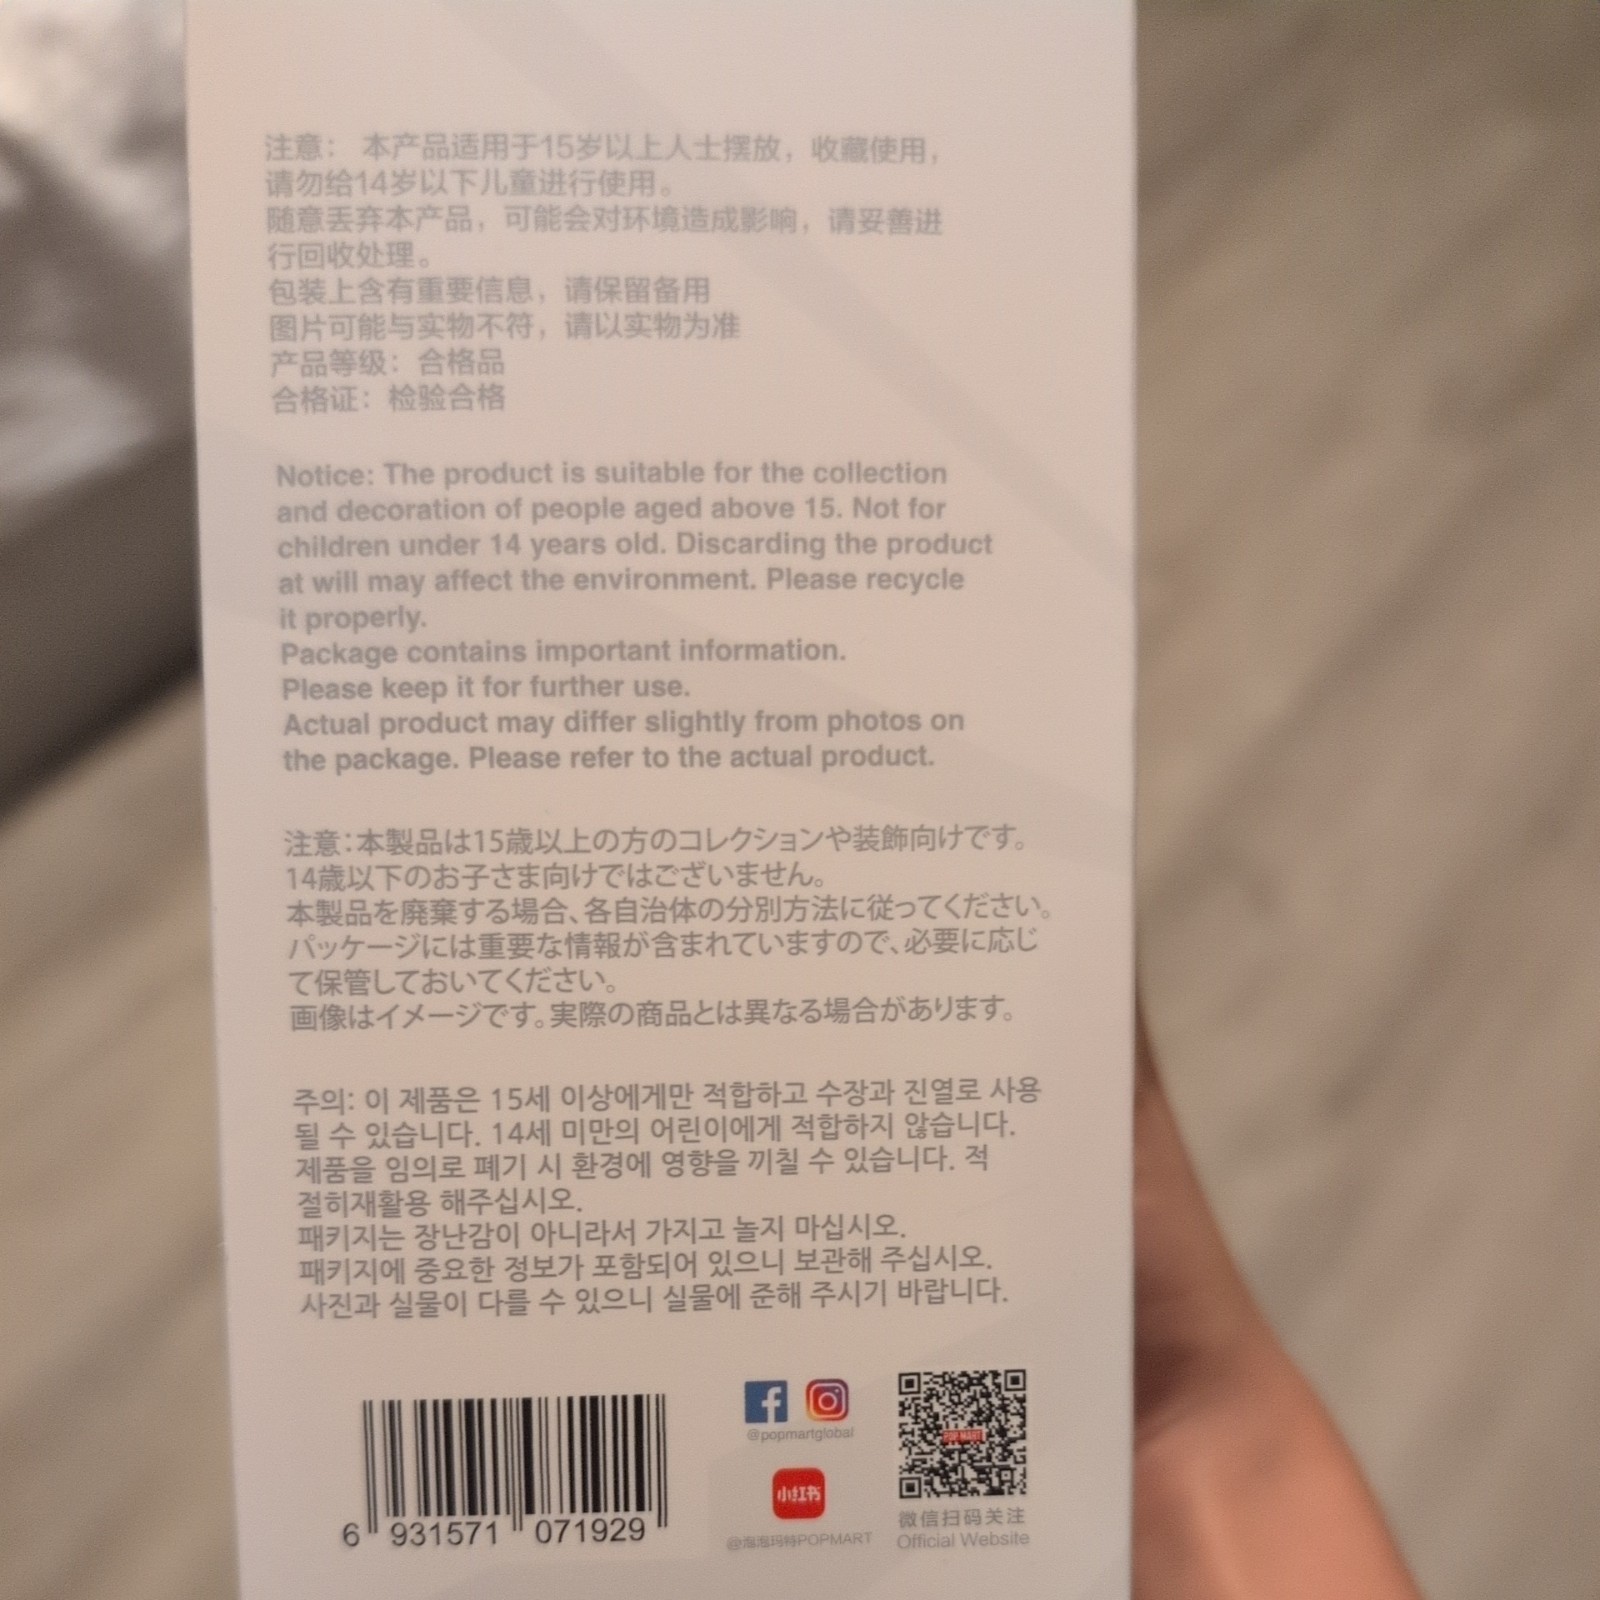 注意： 本产品适用于15岁以上人士摆放，收藏使用，
请勿给14岁以下儿童进行使用。
随意丢弃本产品，可能会对环境造成影响，请妥善进
行回收处理。
包装上含有重要信息，请保留备用
图片可能与实物不符，请以实物为准
产品等级：合格品
合格证：检验合格
Notice: The product is suitable for the collection
and decoration of people aged above 15. Not for
children under 14 years old. Discarding the product
at will may affect the environment. Please recycle
it properly.
Package contains important information.
Please keep it for further use.
Actual product may differ slightly from photos on
the package. Please refer to the actual product.
注意：本製品は15歳以上の方のコレクションや装飾向けです。
14歳以下のお子さま向けではございません。
本製品を廃棄する場合、各自治体の分別方法に従ってください。
パッケージには重要な情報が含まれていますので、必要に応じ
て保管しておいてください。
画像はイメージです。実際の商品とは異なる場合があります。
주의: 이 제품은 15세 이상에게만 적합하고 수장과 진열로 사용
될 수 있습니다. 14세 미만의 어린이에게 적합하지 않습니다.
제품을 임의로 폐기 시 환경에 영향을 끼칠 수 있습니다. 적
절히재활용 해주십시오.
패키지는 장난감이 아니라서 가지고 놀지 마십시오.
패키지에 중요한 정보가 포함되어 있으니 보관해 주십시오.
사진과 실물이 다를 수 있으니 실물에 준해 주시기 바랍니다.
@popmartglobal
POP MART
小红书
微信扫码关注
@泡泡玛特POPMART
Official Website
6 931571 071929